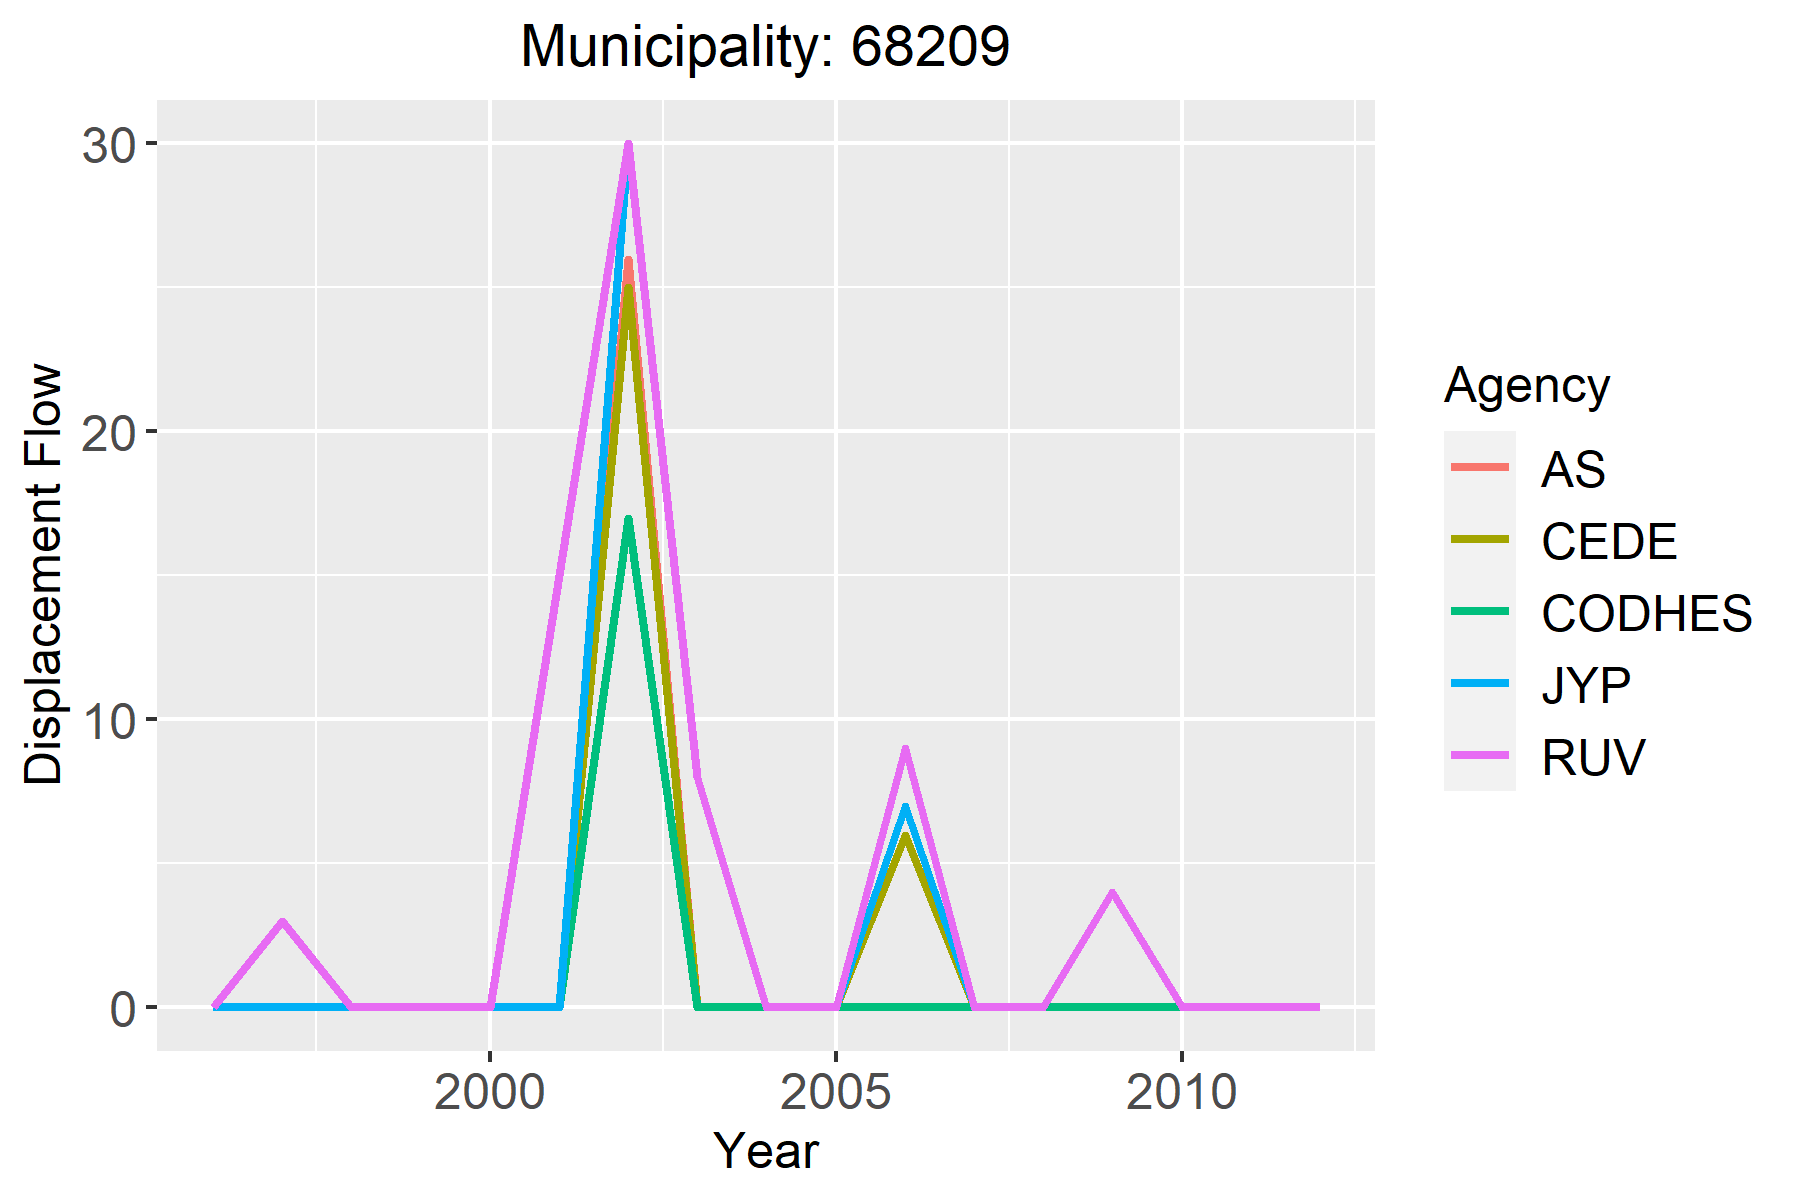 Municipality: 68209
30
20
10
0
Displacement Flow
2000
2005
2010
Year
Agency
AS
CEDE
CODHES
JYP
RUV